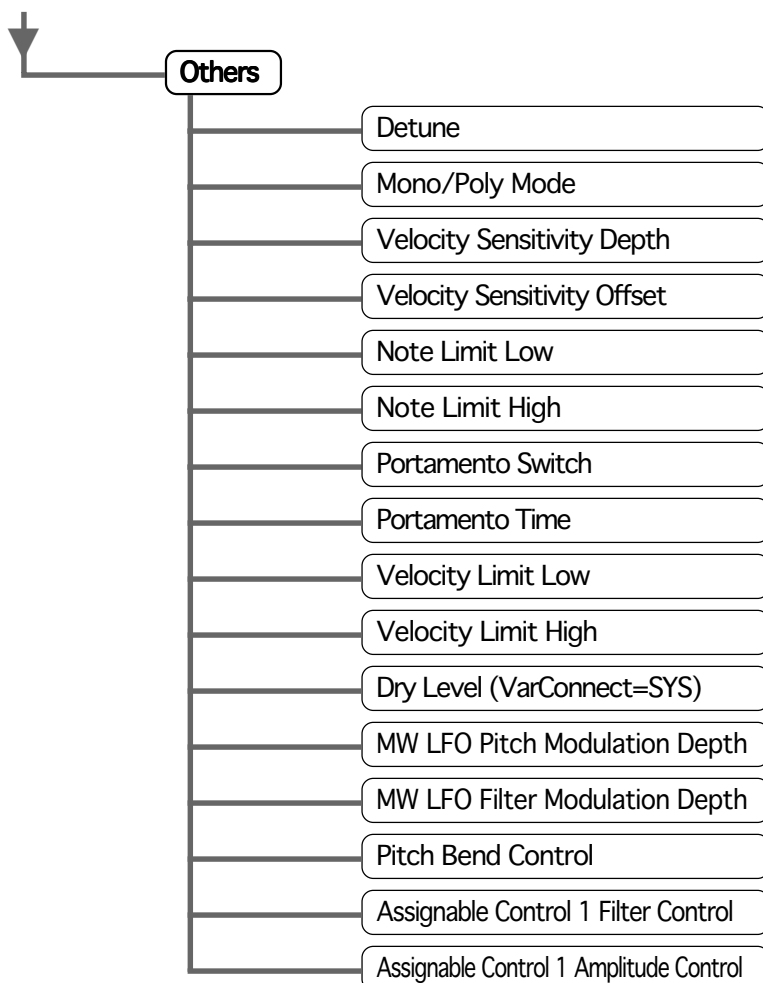 Others
Detune
Mono/Poly Mode
Velocity Sensitivity Depth
Velocity Sensitivity Offset
Note Limit Low
Note Limit High
Portamento Switch
Portamento Time
Velocity Limit Low
Velocity Limit High
Dry Level (VarConnect=SYS)
MW LFO Pitch Modulation Depth
MW LFO Filter Modulation Depth
Pitch Bend Control
Assignable Control 1 Filter Control
Assignable Control 1 Amplitude Control